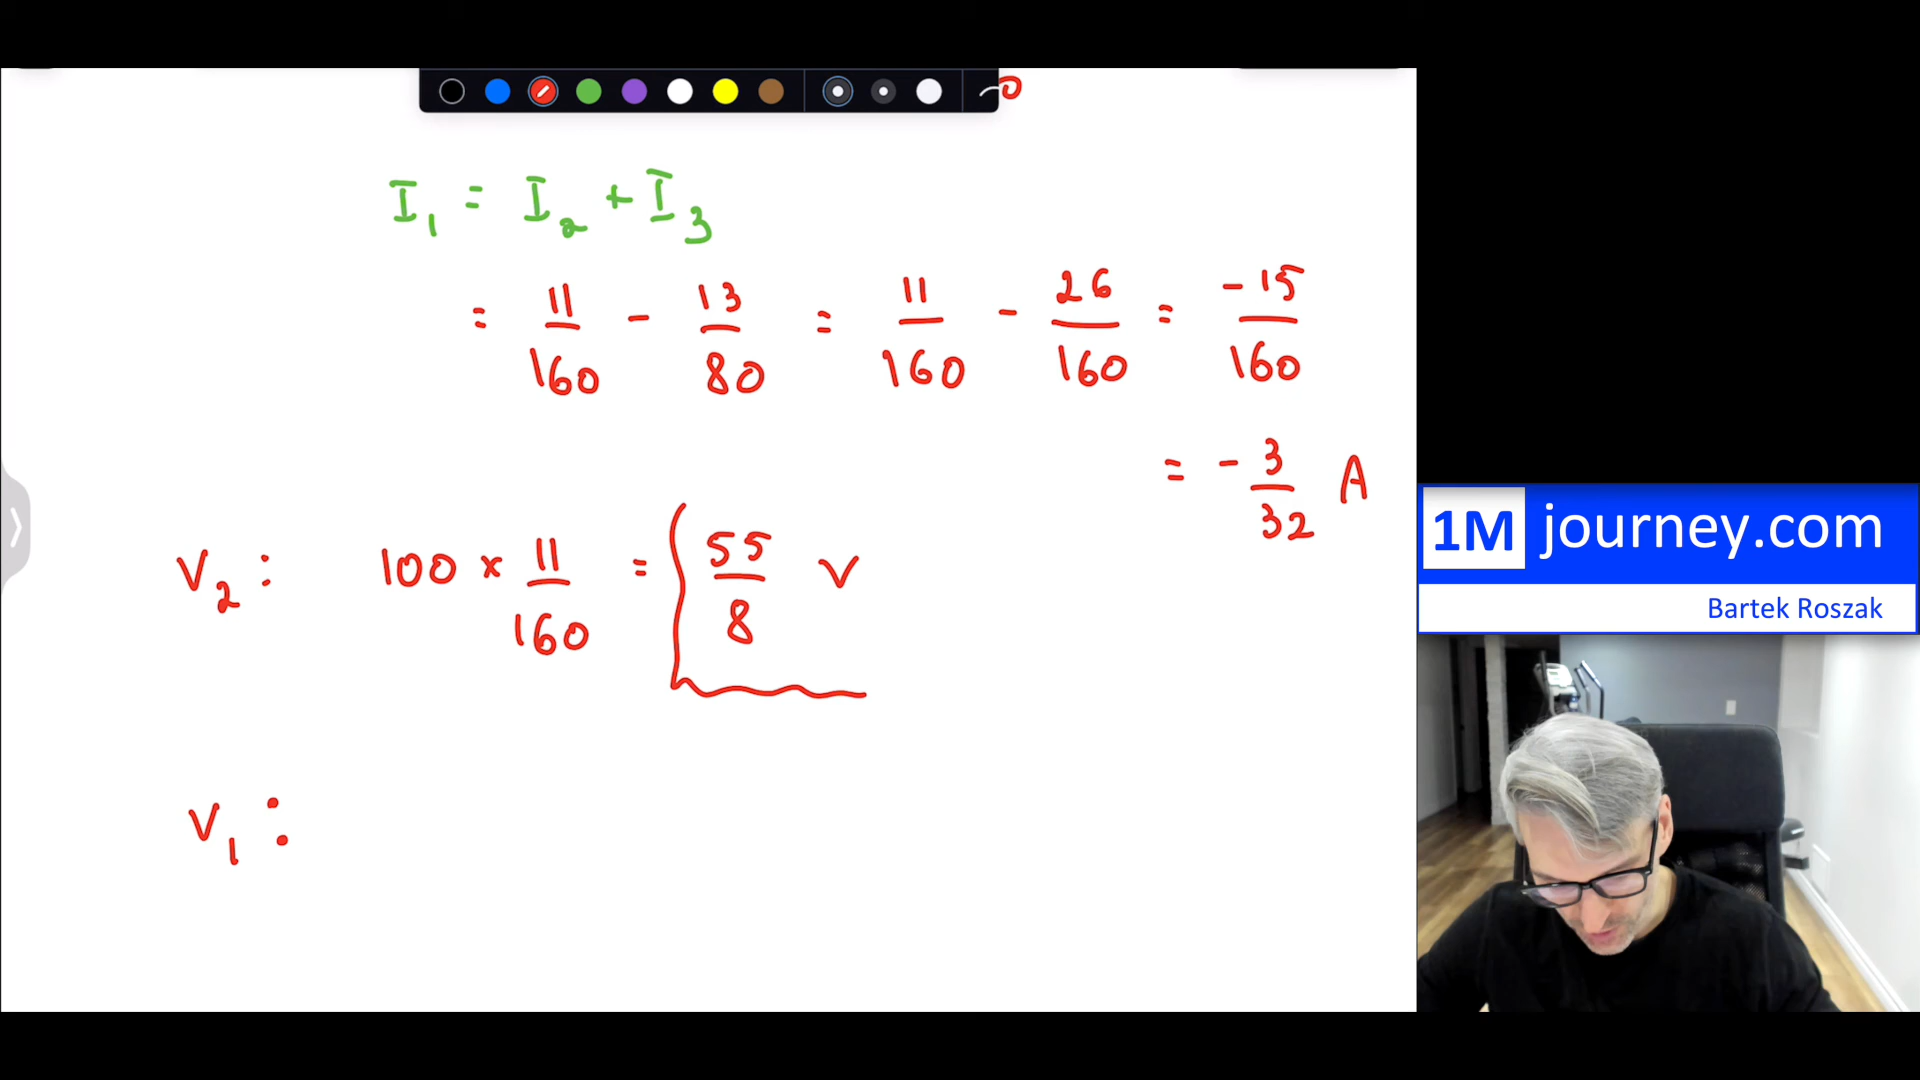 0
I₁ = I₂ + I₃
= 11/160 - 13/80 = 11/160 - 26/160 = -15/160
= - 3/32 A
V₂ : 100 × 11/160 = 55/8 V
V₁ :
1M journey.com
Bartek Roszak